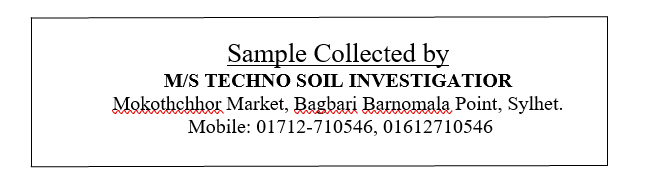 Sample Collected by
M/S TECHNO SOIL INVESTIGATIOR
Mokothchhor Market, Bagbari Barnomala Point, Sylhet.
Mobile: 01712-710546, 01612710546